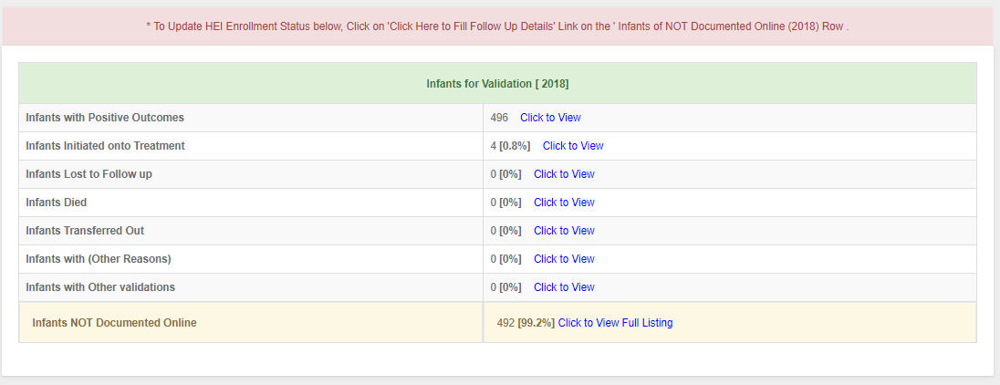 * To Update HEI Enrollment Status below, Click on 'Click Here to Fill Follow Up Details' Link on the ' Infants of NOT Documented Online (2018) Row .
Infants for Validation [ 2018]
Infants with Positive Outcomes 496 Click to View
Infants Initiated onto Treatment 4 [0.8%] Click to View
Infants Lost to Follow up 0 [0%] Click to View
Infants Died 0 [0%] Click to View
Infants Transferred Out 0 [0%] Click to View
Infants with (Other Reasons) 0 [0%] Click to View
Infants with Other validations 0 [0%] Click to View
Infants NOT Documented Online 492 [99.2%] Click to View Full Listing